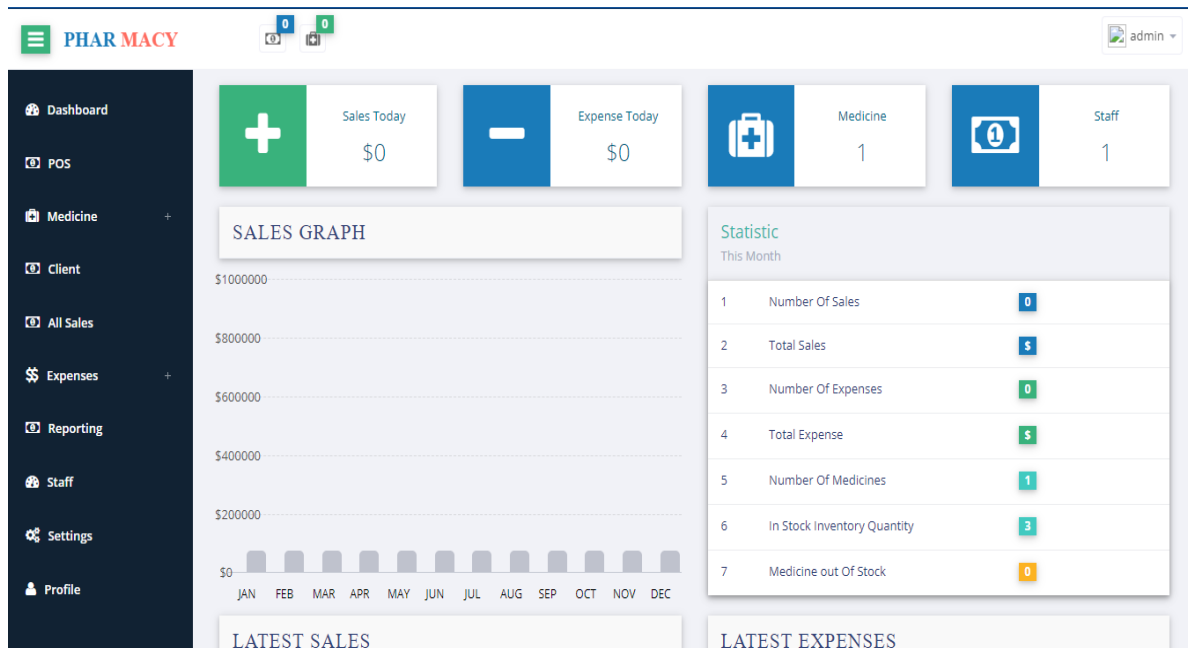 PHAR MACY
0
0
admin
Dashboard
POS
Medicine +
Client
All Sales
Expenses +
Reporting
Staff
Settings
Profile
Sales Today
$0
Expense Today
$0
Medicine
1
1
Staff
1
SALES GRAPH
$1000000
$800000
$600000
$400000
$200000
$0
JAN FEB MAR APR MAY JUN JUL AUG SEP OCT NOV DEC
Statistic
This Month
1 Number Of Sales 0
2 Total Sales $
3 Number Of Expenses 0
4 Total Expense $
5 Number Of Medicines 1
6 In Stock Inventory Quantity 3
7 Medicine out Of Stock 0
LATEST SALES
LATEST EXPENSES